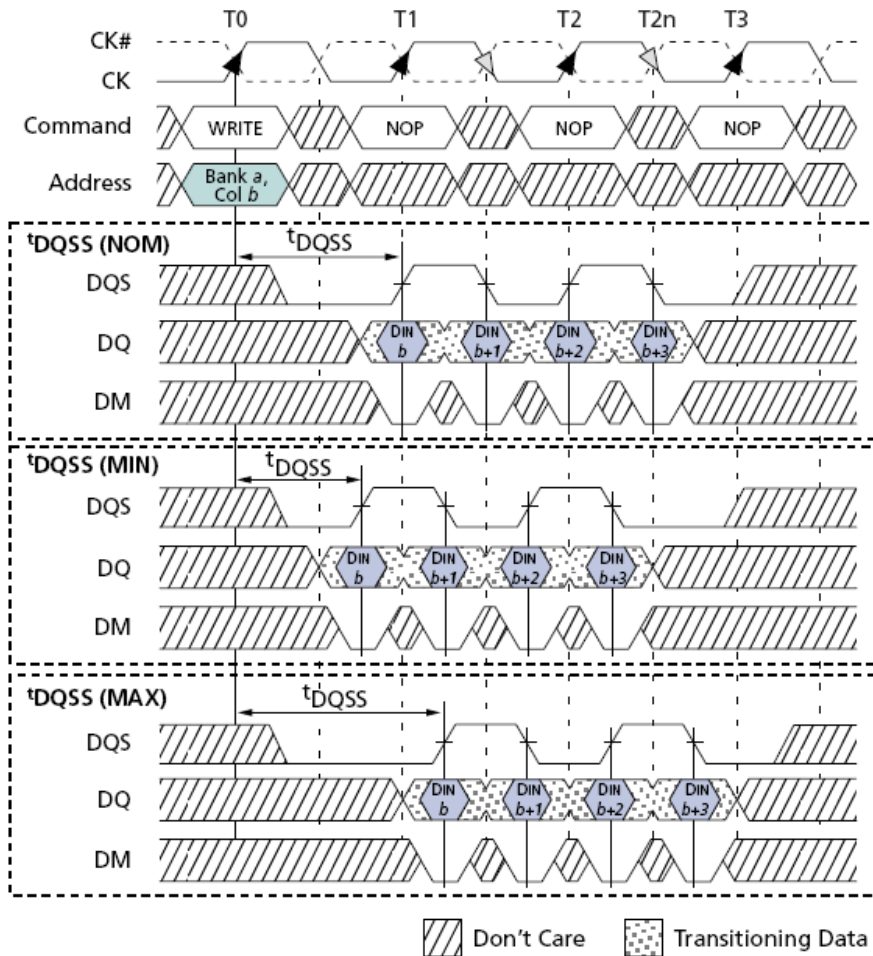 T0 T1 T2 T2n T3
CK#
CK
Command WRITE NOP NOP NOP
Address Bank a,
Col b
tDQSS (NOM) tDQSS
DQS
DQ DIN b DIN b+1 DIN b+2 DIN b+3
DM
tDQSS (MIN) tDQSS
DQS
DQ DIN b DIN b+1 DIN b+2 DIN b+3
DM
tDQSS (MAX) tDQSS
DQS
DQ DIN b DIN b+1 DIN b+2 DIN b+3
DM
Don't Care Transitioning Data